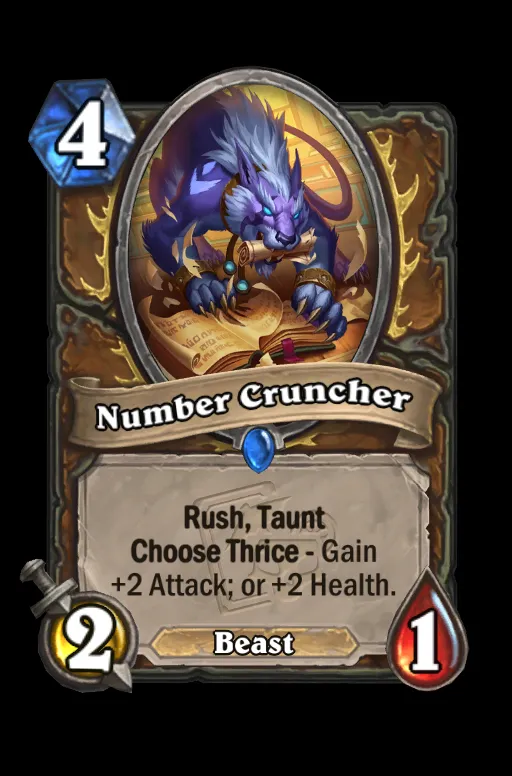 4
Number Cruncher
Rush, Taunt
Choose Thrice - Gain
+2 Attack; or +2 Health.
2
Beast
1